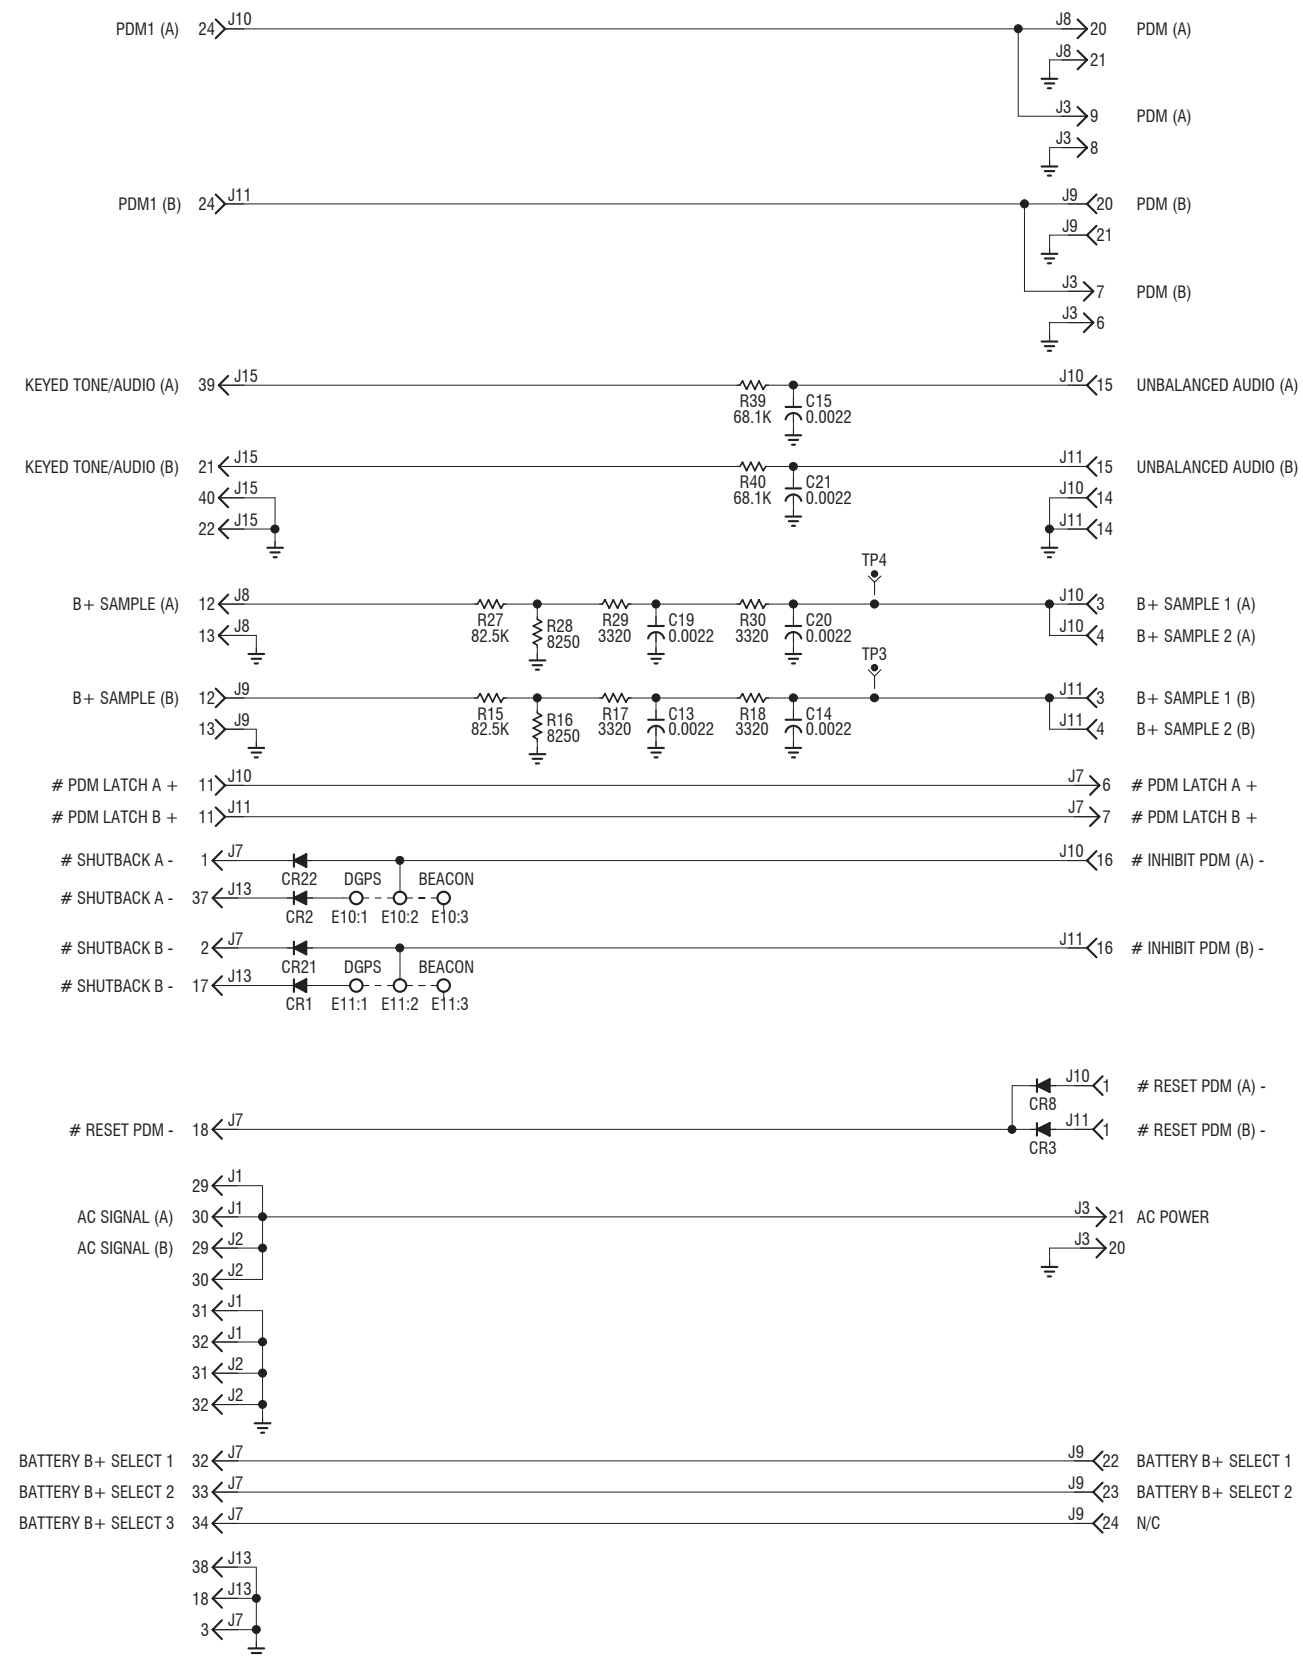 J10 J8
PDM1 (A) 24 20 PDM (A)
J8
21
J3
9 PDM (A)
J3
8
J11 J9
PDM1 (B) 24 20 PDM (B)
J9
21
J3
7 PDM (B)
J3
6
KEYED TONE/AUDIO (A) 39 J15 J10 15 UNBALANCED AUDIO (A)
R39 C15
68.1K 0.0022
KEYED TONE/AUDIO (B) 21 J15 J11 15 UNBALANCED AUDIO (B)
R40 C21
68.1K 0.0022
40 J15 J10 14
22 J15 J11 14
TP4
B+ SAMPLE (A) 12 J8 J10 3 B+ SAMPLE 1 (A)
R27 R28 R29 C19 R30 C20
82.5K 8250 3320 0.0022 3320 0.0022
13 J8 J10 4 B+ SAMPLE 2 (A)
TP3
B+ SAMPLE (B) 12 J9 J11 3 B+ SAMPLE 1 (B)
R15 R16 R17 C13 R18 C14
82.5K 8250 3320 0.0022 3320 0.0022
13 J9 J11 4 B+ SAMPLE 2 (B)
# PDM LATCH A + 11 J10 J7 6 # PDM LATCH A +
# PDM LATCH B + 11 J11 J7 7 # PDM LATCH B +
# SHUTBACK A - 1 J7 J10 16 # INHIBIT PDM (A) -
CR22 DGPS BEACON
# SHUTBACK A - 37 J13
CR2 E10:1 E10:2 E10:3
# SHUTBACK B - 2 J7 J11 16 # INHIBIT PDM (B) -
CR21 DGPS BEACON
# SHUTBACK B - 17 J13
CR1 E11:1 E11:2 E11:3
J10 1 # RESET PDM (A) -
CR8
# RESET PDM - 18 J7 J11 1 # RESET PDM (B) -
CR3
29 J1
AC SIGNAL (A) 30 J1 J3 21 AC POWER
AC SIGNAL (B) 29 J2 J3 20
30 J2
31 J1
32 J1
31 J2
32 J2
BATTERY B+ SELECT 1 32 J7 J9 22 BATTERY B+ SELECT 1
BATTERY B+ SELECT 2 33 J7 J9 23 BATTERY B+ SELECT 2
BATTERY B+ SELECT 3 34 J7 J9 24 N/C
38 J13
18 J13
3 J7